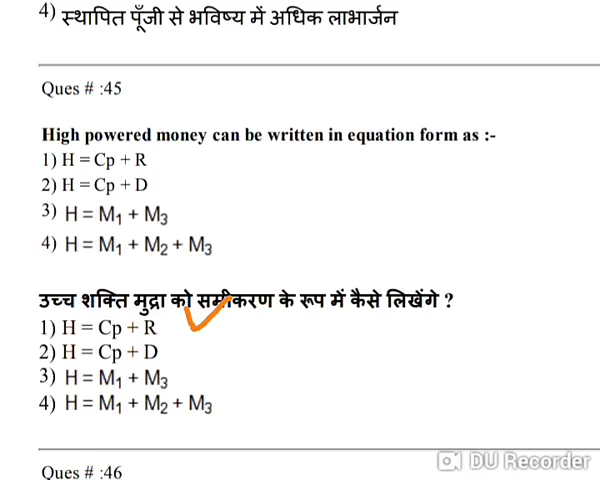 4) स्थापित पूँजी से भविष्य में अधिक लाभार्जन
Ques # :45
High powered money can be written in equation form as :-
1) H = Cp + R
2) H = Cp + D
3) H = M₁ + M₃
4) H = M₁ + M₂ + M₃
उच्च शक्ति मुद्रा को समीकरण के रूप में कैसे लिखेंगे ?
1) H = Cp + R
2) H = Cp + D
3) H = M₁ + M₃
4) H = M₁ + M₂ + M₃
Ques # :46
DU Recorder